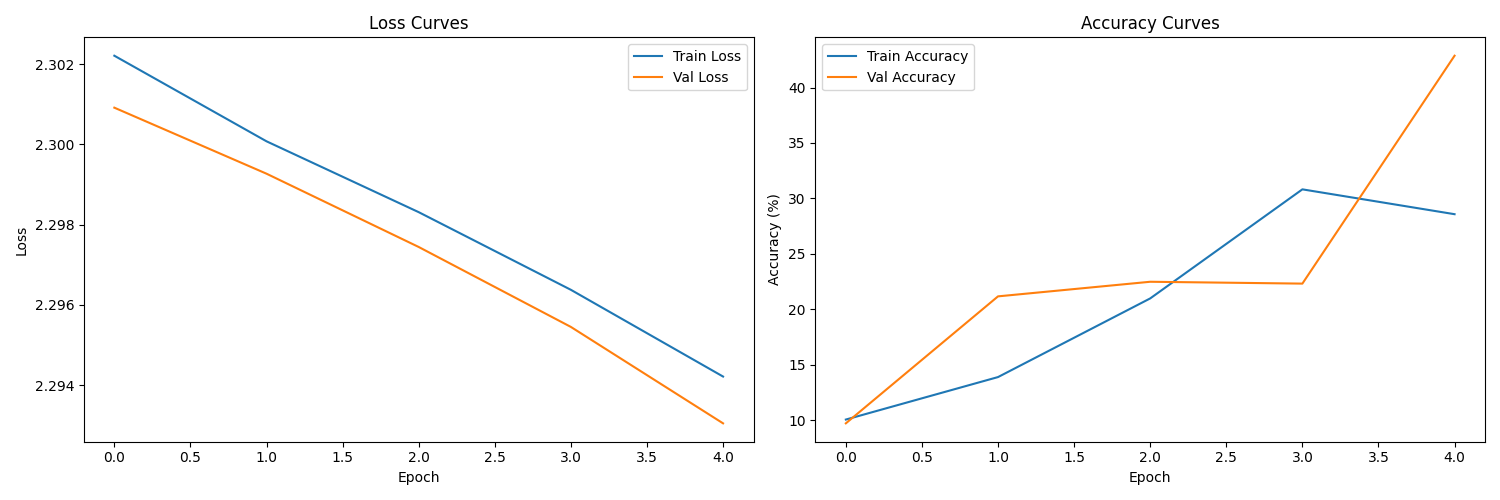 Loss Curves
2.302
2.300
2.298
2.296
2.294
Loss
0.0 0.5 1.0 1.5 2.0 2.5 3.0 3.5 4.0
Epoch
Train Loss
Val Loss
Accuracy Curves
40
35
30
25
20
15
10
Accuracy (%)
0.0 0.5 1.0 1.5 2.0 2.5 3.0 3.5 4.0
Epoch
Train Accuracy
Val Accuracy